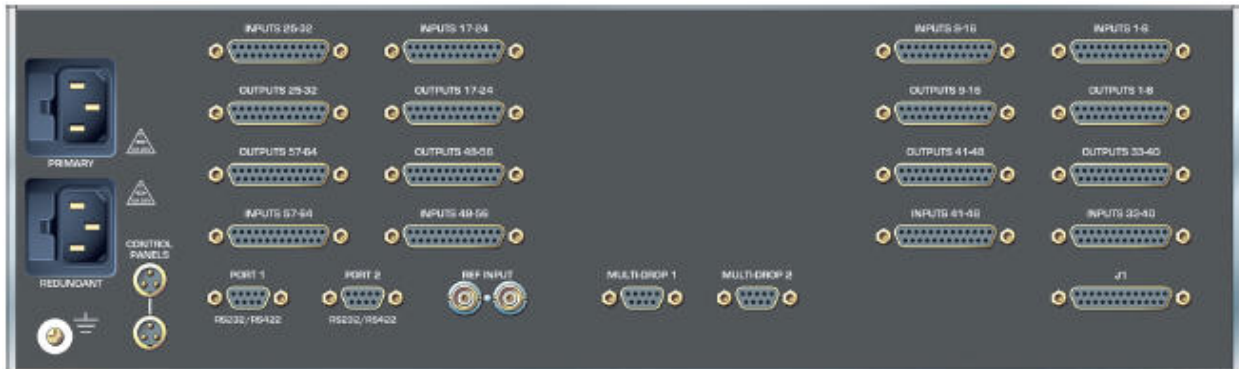 INPUTS 25-32 INPUTS 17-24 INPUTS 9-16 INPUTS 1-8
OUTPUTS 25-32 OUTPUTS 17-24 OUTPUTS 9-16 OUTPUTS 1-8
PRIMARY
OUTPUTS 57-64 OUTPUTS 49-56 OUTPUTS 41-48 OUTPUTS 33-40
INPUTS 57-64 INPUTS 49-56 INPUTS 41-48 INPUTS 33-40
CONTROL
PANELS
REDUNDANT
PORT 1 PORT 2 REF INPUT MULTI-DROP 1 MULTI-DROP 2 J1
RS232/RS422 RS232/RS422